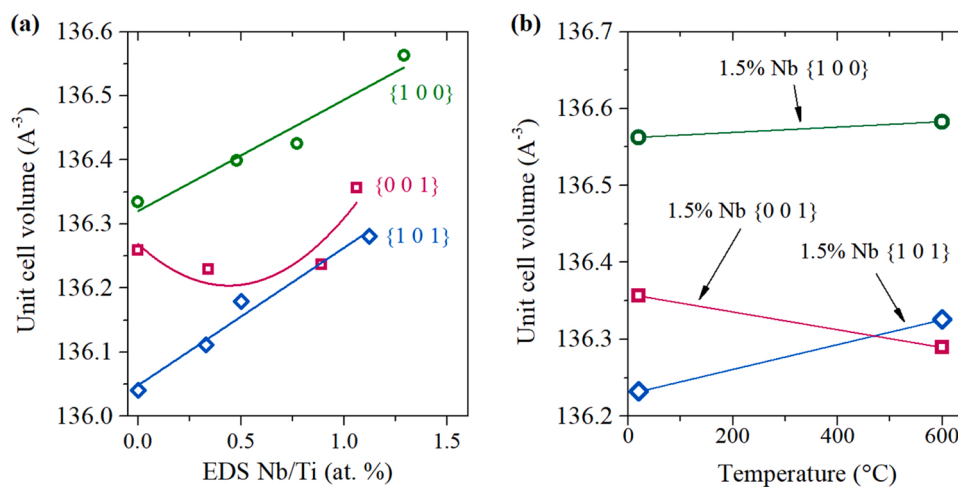 (a)
136.6
136.5
136.4
136.3
136.2
136.1
136.0
Unit cell volume (A⁻³)
{1 0 0}
{0 0 1}
{1 0 1}
0.0 0.5 1.0 1.5
EDS Nb/Ti (at. %)
(b)
136.7
136.6
136.5
136.4
136.3
136.2
Unit cell volume (A⁻³)
1.5% Nb {1 0 0}
1.5% Nb {0 0 1}
1.5% Nb {1 0 1}
0 200 400 600
Temperature (°C)